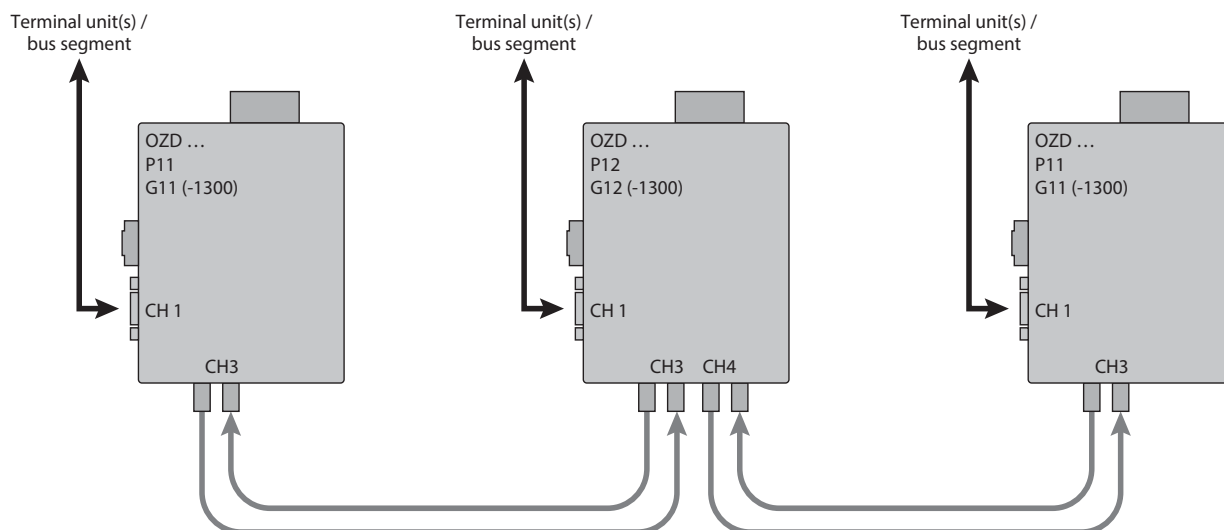 Terminal unit(s) /
bus segment
Terminal unit(s) /
bus segment
Terminal unit(s) /
bus segment
OZD …
P11
G11 (-1300)
CH 1
CH3
OZD …
P12
G12 (-1300)
CH 1
CH3 CH4
OZD …
P11
G11 (-1300)
CH 1
CH3